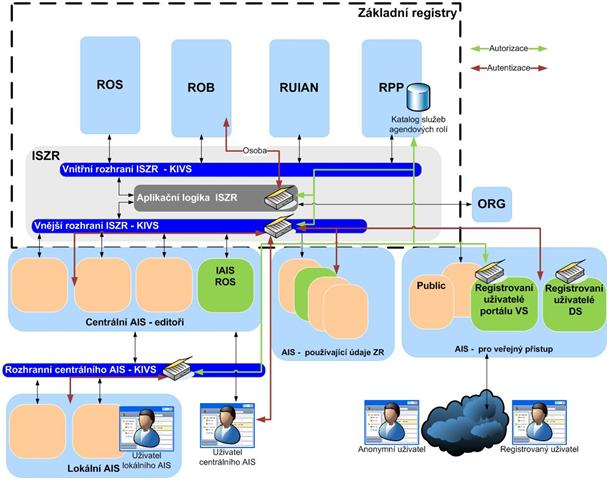 Základní registry
Autorizace
Autentizace
ROS
ROB
RUIAN
RPP
Katalog služeb
agendových rolí
Osoba
ISZR
Vnitřní rozhraní ISZR - KIVS
Aplikační logika ISZR
ORG
Vnější rozhraní ISZR - KIVS
IAIS
ROS
Centrální AIS - editoři
AIS - používající údaje ZR
Public
Registrovaní
uživatelé
portálu VS
Registrovaní
uživatelé
DS
AIS - pro veřejný přístup
Rozhranní centrálního AIS - KIVS
Uživatel
lokálního AIS
Lokální AIS
Uživatel
centrálního AIS
Anonymní uživatel
Registrovaný uživatel